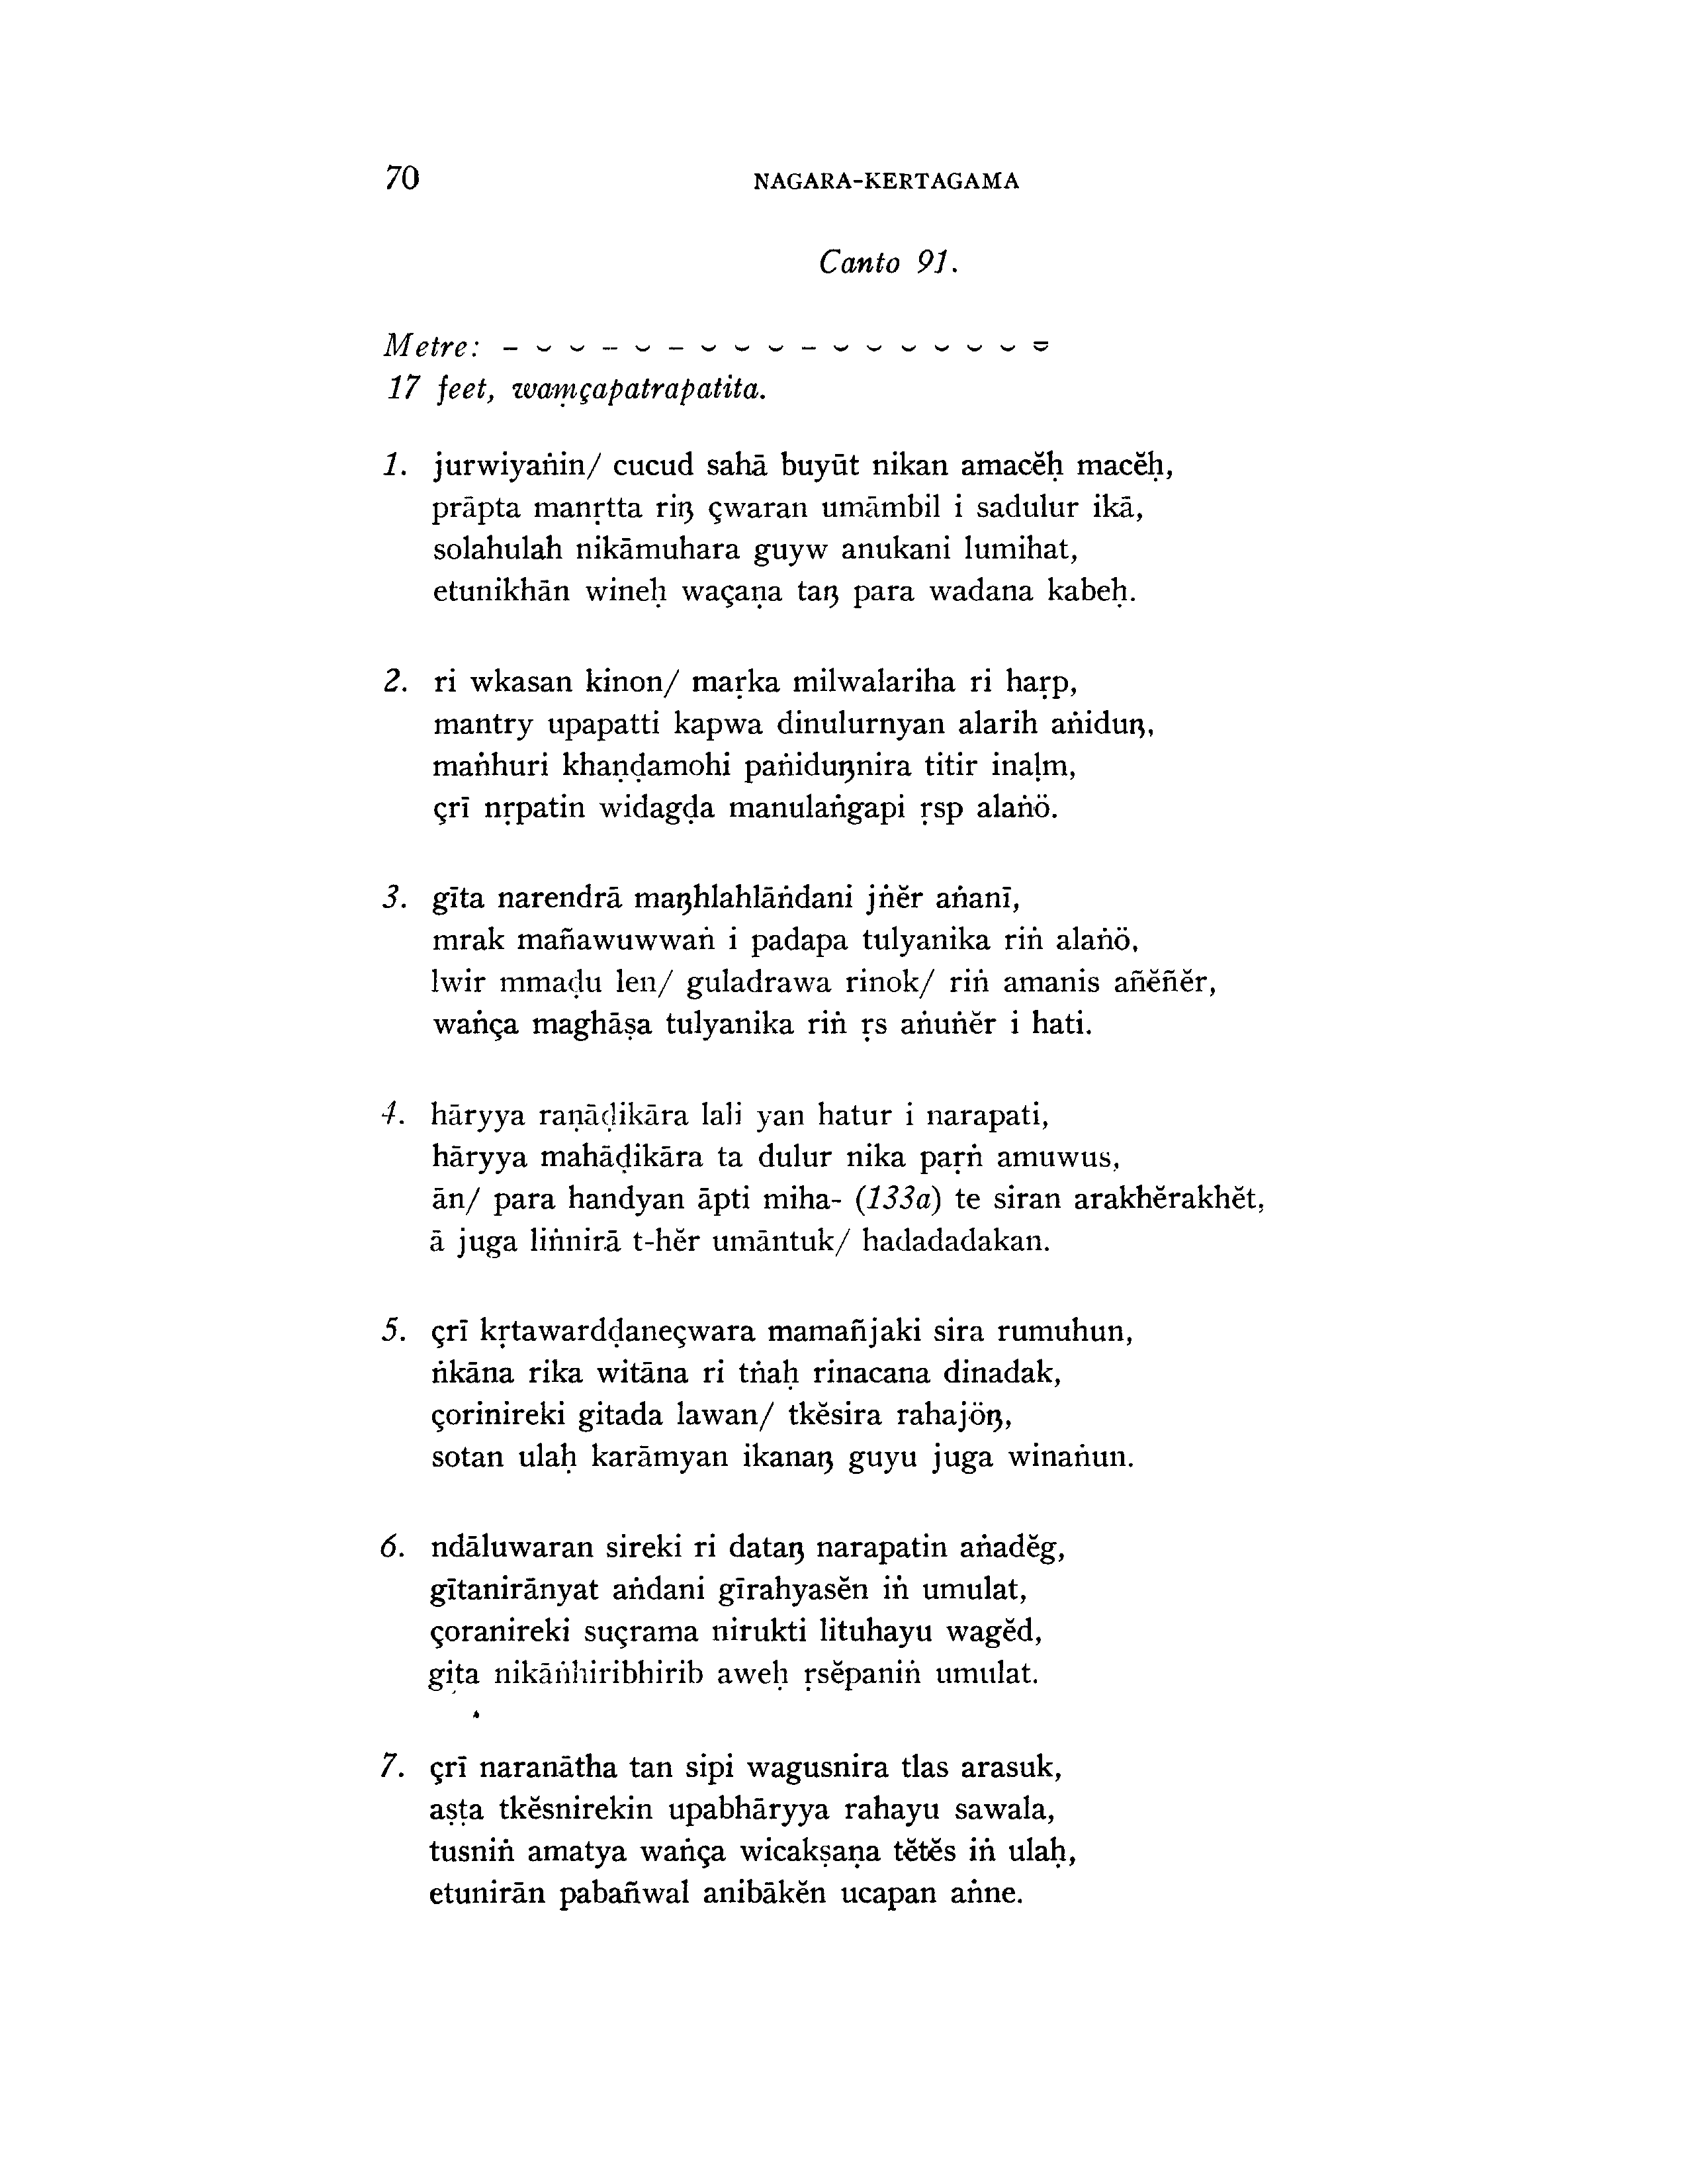 70 NAGARA-KERTAGAMA
Canto 91.
Metre: – ⏑ ⏑ – ⏑ – ⏑ ⏑ ⏑ – ⏑ ⏑ ⏑ ⏑ ⏑ ⏑ ⏓
17 feet, waṃçapatrapatita.
1. jurwiyaṅin/ cucud sahā buyūt nikan amacĕḥ macĕḥ,
prāpta manṛtta riŋ çwaran umāmbil i sadulur ikā,
solahulah nikāmuhara guyw anukani lumihat,
etunikhān wineḥ waçaṇa taŋ para wadana kabeḥ.
2. ri wkasan kinon/ maṛka milwalariha ri haṛp,
mantry upapatti kapwa dinulurnyan alarih aṅiduŋ,
maṅhuri khaṇḍamohi paṅiduŋnira titir inaḷm,
çrī nṛpatin widagḍa manulaṅgapi ṛsp alaṅö.
3. gīta narendrā maŋhlahlāṅdani jṅĕr aṅanī,
mrak mañawuwwaṅ i padapa tulyanika riṅ alaṅö,
lwir mmaḍu len/ guladrawa rinok/ riṅ amanis añĕñĕr,
waṅça maghāṣa tulyanika riṅ ṛs aṅuṅĕr i hati.
4. hāryya raṇāḍikāra lali yan hatur i narapati,
hāryya mahāḍikāra ta dulur nika paṛṅ amuwus,
ān/ para handyan āpti miha- (133a) te siran arakhĕrakhĕt,
ā juga liṅnirā t-hĕr umāntuk/ hadadadakan.
5. çrī kṛtawardḍaneçwara mamañjaki sira rumuhun,
ṅkāna rika witāna ri tṅaḥ rinacana dinadak,
çorinireki gitada lawan/ tkĕsira rahajöŋ,
sotan ulaḥ karāmyan ikanaŋ guyu juga winaṅun.
6. ndāluwaran sireki ri dataŋ narapatin aṅadĕg,
gītanirānyat aṅdani gīrahyasĕn iṅ umulat,
çoranireki suçrama nirukti lituhayu wagĕd,
giṭa nikāṅhiribhirib aweḥ ṛsĕpaniṅ umulat.
7. çrī naranātha tan sipi wagusnira tlas arasuk,
aṣṭa tkĕsnirekin upabhāryya rahayu sawala,
tusniṅ amatya waṅça wicakṣaṇa tĕtĕs iṅ ulaḥ,
etunirān pabañwal anibākĕn ucapan aṅne.